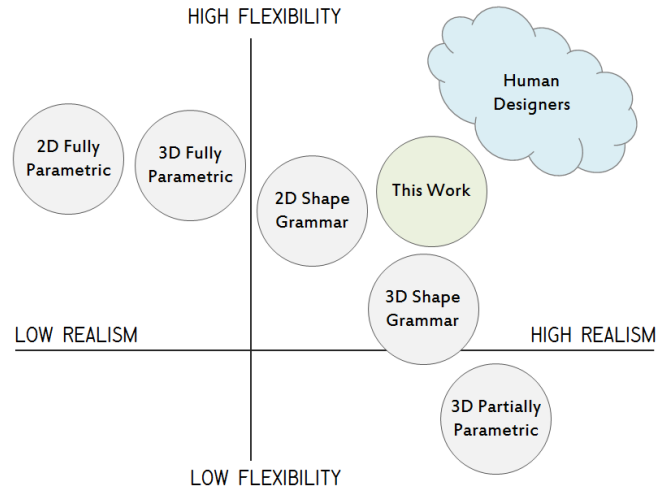 HIGH FLEXIBILITY
Human
Designers
2D Fully
Parametric
3D Fully
Parametric
2D Shape
Grammar
This Work
3D Shape
Grammar
LOW REALISM
HIGH REALISM
3D Partially
Parametric
LOW FLEXIBILITY